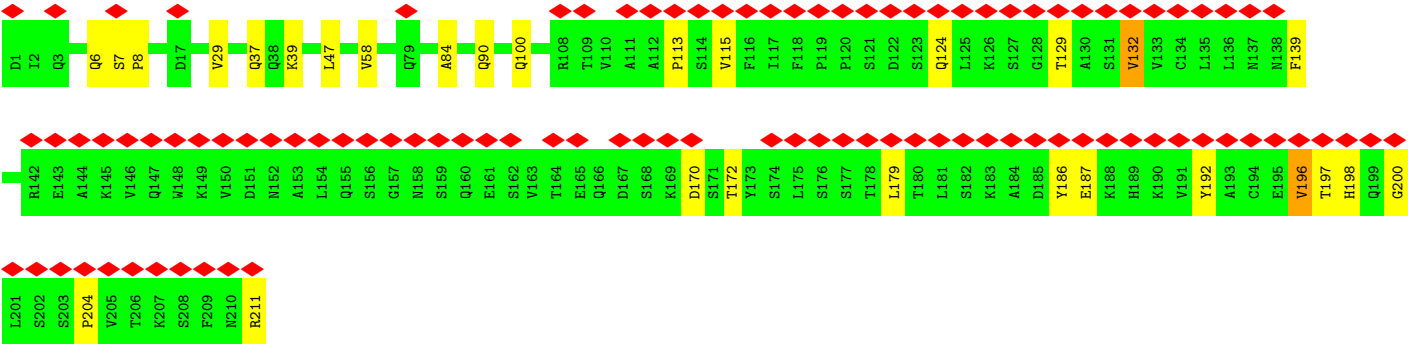 D1 I2 Q3 Q6 S7 P8 D17 V29 Q37 Q38 K39 L47 V58 Q79 A84 Q90 Q100 R108 T109 V110 A111 A112 P113 S114 V115 F116 I117 F118 P119 P120 S121 D122 S123 Q124 L125 K126 S127 G128 T129 A130 S131 V132 V133 C134 L135 L136 N137 N138 F139
R142 E143 A144 K145 V146 Q147 W148 K149 V150 D151 N152 A153 L154 Q155 S156 G157 N158 S159 Q160 E161 S162 V163 T164 E165 Q166 D167 S168 K169 D170 S171 T172 Y173 S174 L175 S176 S177 T178 L179 T180 L181 S182 K183 A184 D185 Y186 E187 K188 H189 K190 V191 Y192 A193 C194 E195 V196 T197 H198 Q199 G200
L201 S202 S203 P204 V205 T206 K207 S208 F209 N210 R211